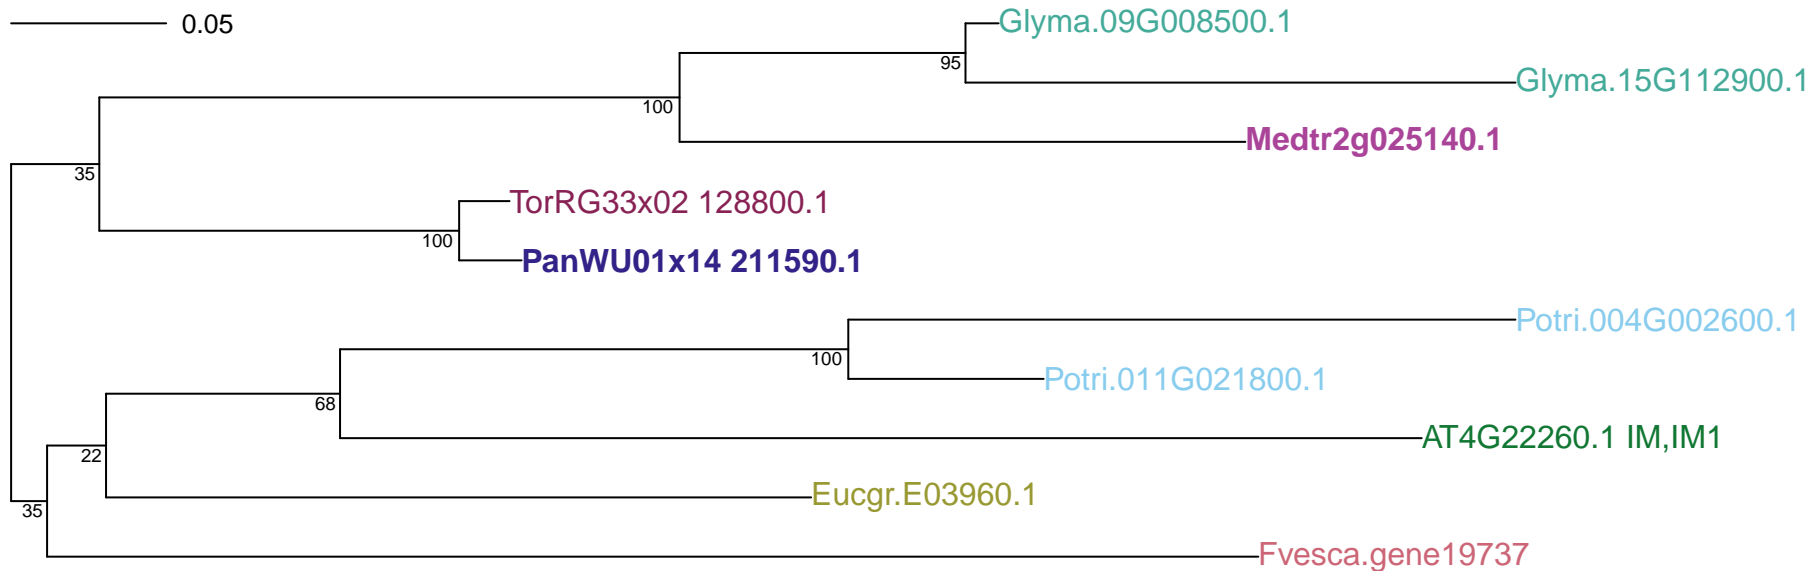 0.05
Glyma.09G008500.1
95
Glyma.15G112900.1
100
Medtr2g025140.1
35
TorRG33x02 128800.1
100
PanWU01x14 211590.1
Potri.004G002600.1
100
Potri.011G021800.1
68
AT4G22260.1 IM,IM1
22
Eucgr.E03960.1
35
Fvesca.gene19737